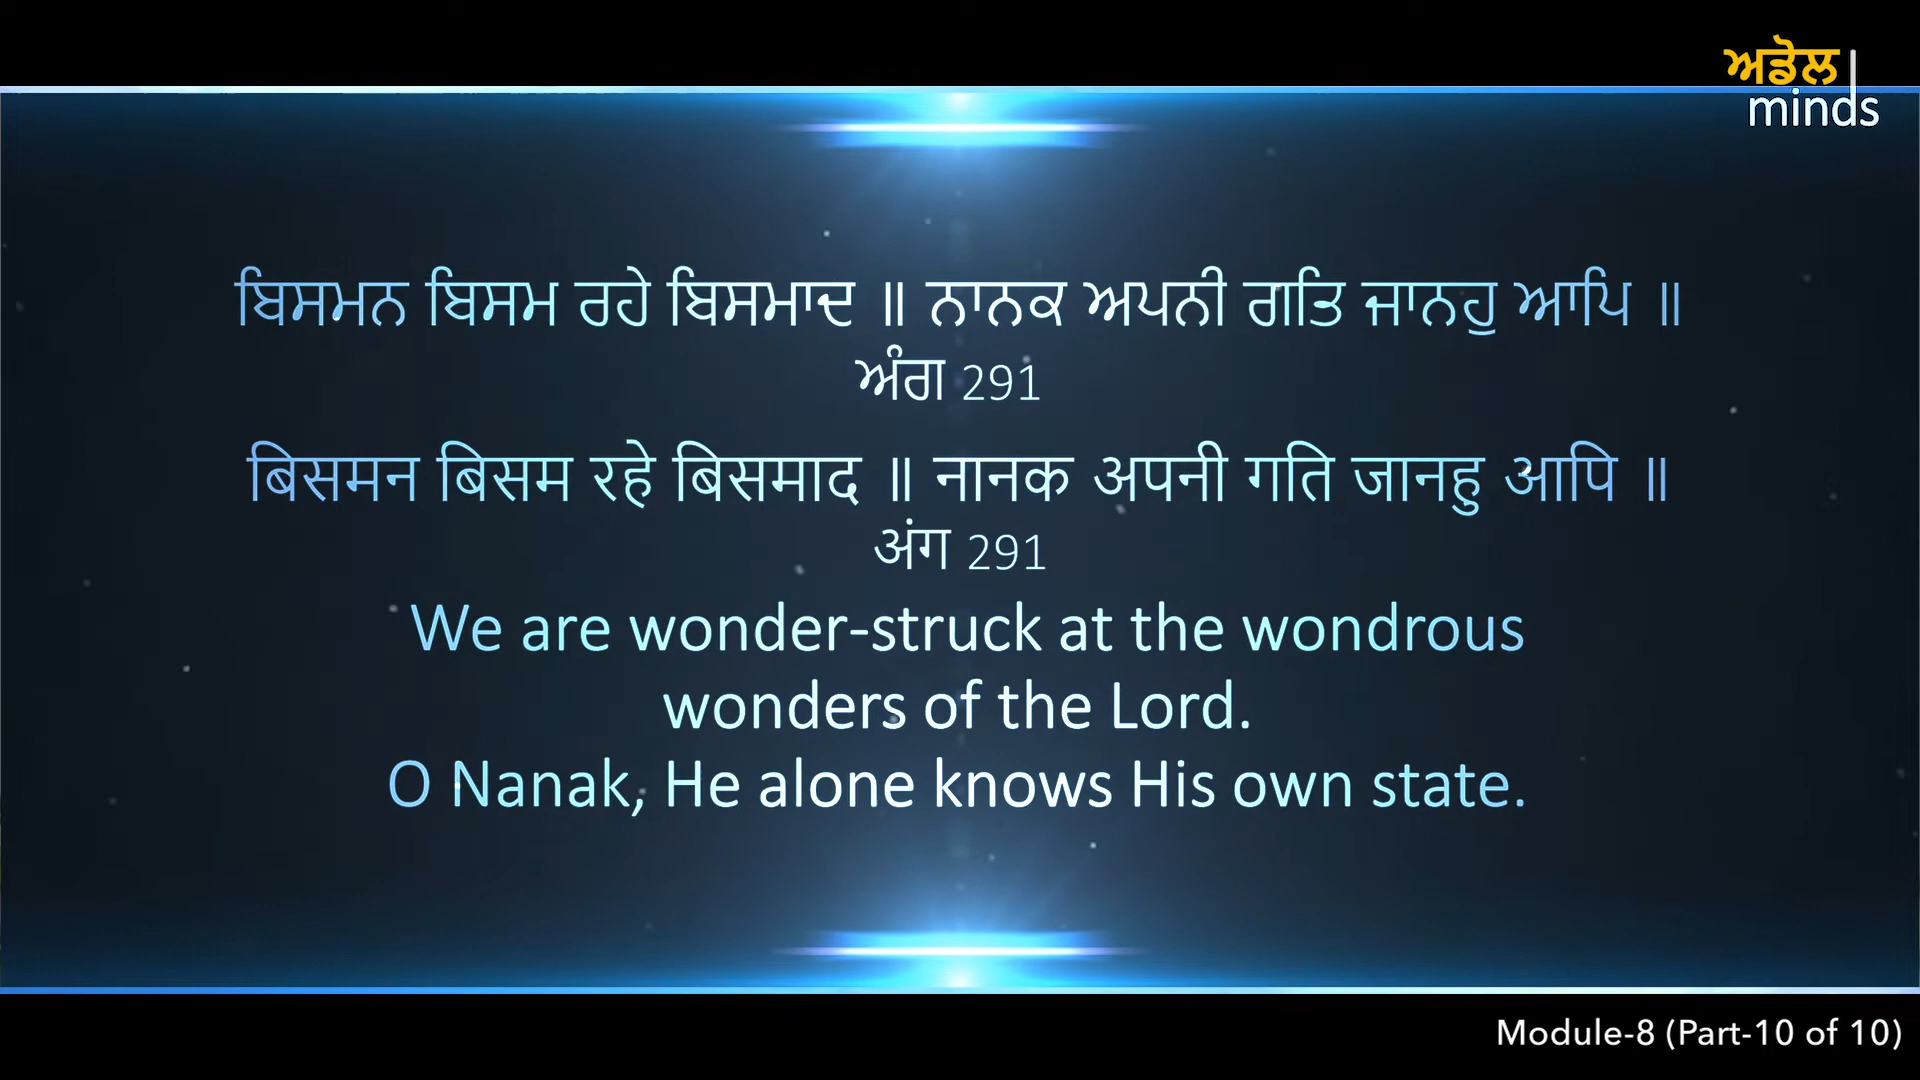 ਅਡੋਲ
minds
ਬਿਸਮਨ ਬਿਸਮ ਰਹੇ ਬਿਸਮਾਦ ॥ ਨਾਨਕ ਅਪਨੀ ਗਤਿ ਜਾਨਹੁ ਆਪਿ ॥
ਅੰਗ 291
बिसमन बिसम रहे बिसमाद ॥ नानक अपनी गति जानहु आपि ॥
अंग 291
We are wonder-struck at the wondrous
wonders of the Lord.
O Nanak, He alone knows His own state.
Module-8 (Part-10 of 10)